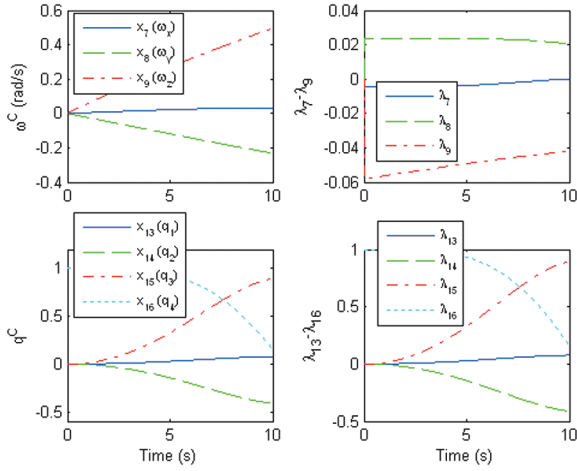 x7 (ωx)
x8 (ωy)
x9 (ωz)
ω^C (rad/s)
0.6
0.4
0.2
0
-0.2
-0.4
0
5
10
λ7
λ8
λ9
λ7-λ9
0.04
0.02
0
-0.02
-0.04
-0.06
0
5
10
x13 (q1)
x14 (q2)
x15 (q3)
x16 (q4)
q^C
1
0.5
0
-0.5
0
5
10
Time (s)
λ13
λ14
λ15
λ16
λ13-λ16
1
0.5
0
-0.5
0
5
10
Time (s)